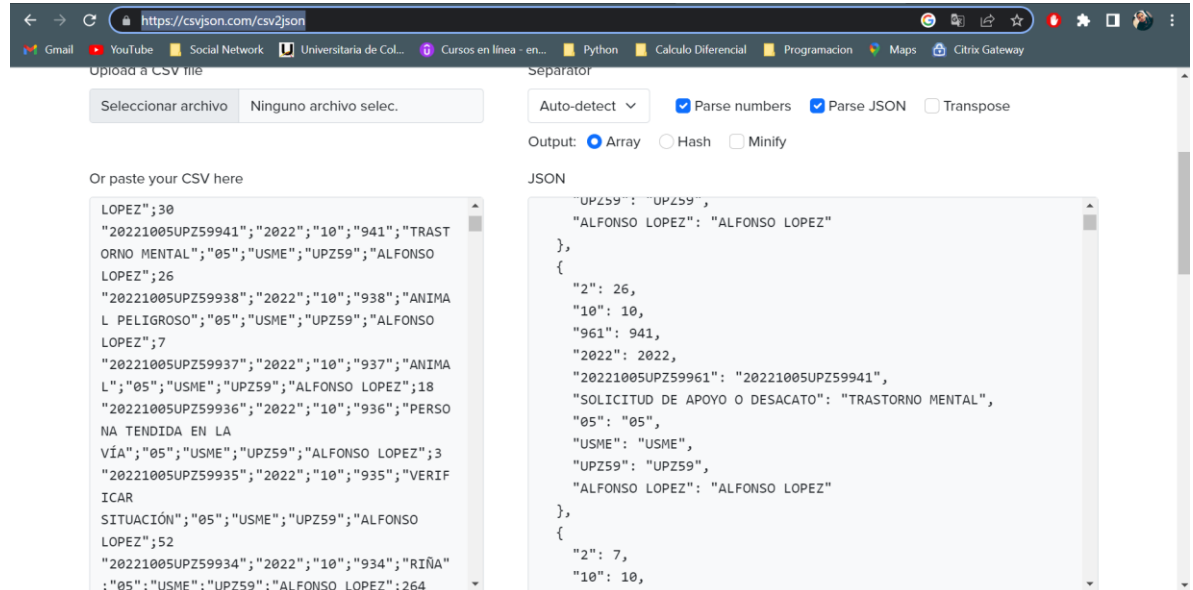 https://csvjson.com/csv2json
Gmail YouTube Social Network Universitaria de Col... Cursos en línea - en... Python Calculo Diferencial Programacion Maps Citrix Gateway
Upload a CSV file
Separator
Seleccionar archivo Ninguno archivo selec.
Auto-detect Parse numbers Parse JSON Transpose
Output: Array Hash Minify
Or paste your CSV here
LOPEZ";30
"20221005UPZ59941";"2022";"10";"941";"TRAST
ORNO MENTAL";"05";"USME";"UPZ59";"ALFONSO
LOPEZ";26
"20221005UPZ59938";"2022";"10";"938";"ANIMA
L PELIGROSO";"05";"USME";"UPZ59";"ALFONSO
LOPEZ";7
"20221005UPZ59937";"2022";"10";"937";"ANIMA
L";"05";"USME";"UPZ59";"ALFONSO LOPEZ";18
"20221005UPZ59936";"2022";"10";"936";"PERSO
NA TENDIDA EN LA
VÍA";"05";"USME";"UPZ59";"ALFONSO LOPEZ";3
"20221005UPZ59935";"2022";"10";"935";"VERIF
ICAR
SITUACIÓN";"05";"USME";"UPZ59";"ALFONSO
LOPEZ";52
"20221005UPZ59934";"2022";"10";"934";"RIÑA"
;"05";"USME";"UPZ59";"ALFONSO LOPEZ";264
JSON
"UPZ59": "UPZ59",
"ALFONSO LOPEZ": "ALFONSO LOPEZ"
},
{
"2": 26,
"10": 10,
"961": 941,
"2022": 2022,
"20221005UPZ59961": "20221005UPZ59941",
"SOLICITUD DE APOYO O DESACATO": "TRASTORNO MENTAL",
"05": "05",
"USME": "USME",
"UPZ59": "UPZ59",
"ALFONSO LOPEZ": "ALFONSO LOPEZ"
},
{
"2": 7,
"10": 10,